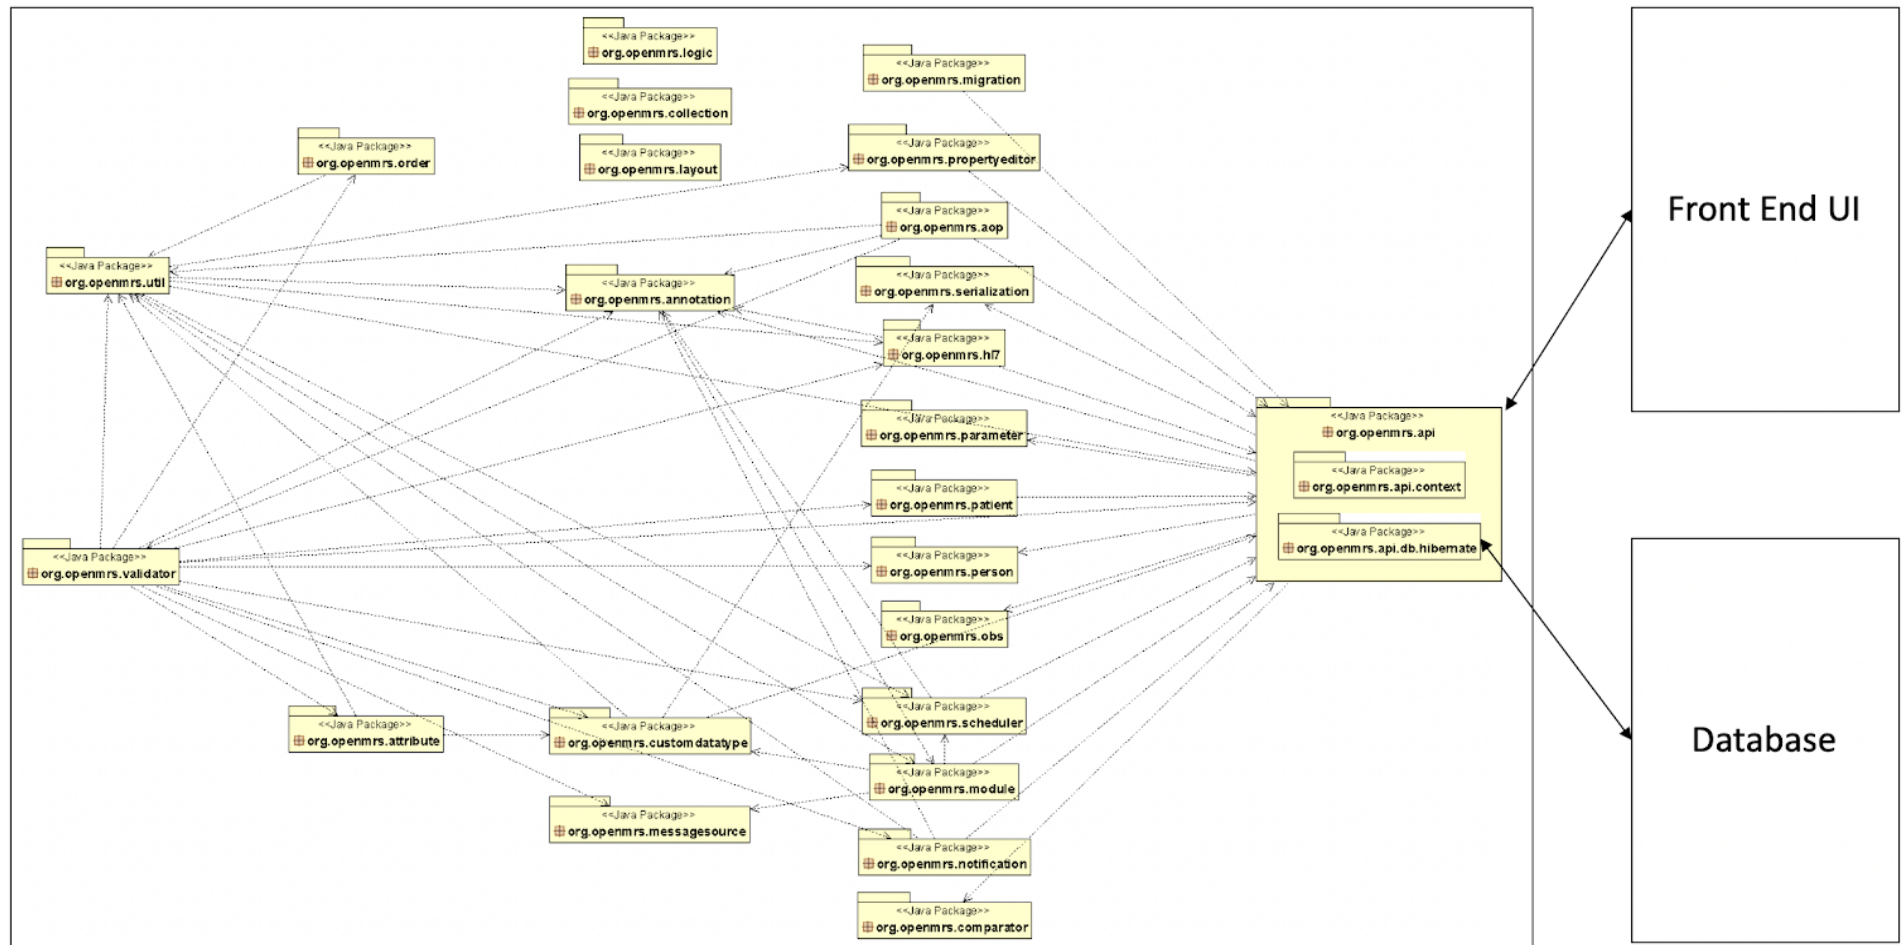 <<Java Package>>
org.openmrs.logic
<<Java Package>>
org.openmrs.migration
<<Java Package>>
org.openmrs.collection
<<Java Package>>
org.openmrs.order
<<Java Package>>
org.openmrs.layout
<<Java Package>>
org.openmrs.propertyeditor
<<Java Package>>
org.openmrs.aop
Front End UI
<<Java Package>>
org.openmrs.util
<<Java Package>>
org.openmrs.annotation
<<Java Package>>
org.openmrs.serialization
<<Java Package>>
org.openmrs.hl7
<<Java Package>>
org.openmrs.parameter
<<Java Package>>
org.openmrs.api
<<Java Package>>
org.openmrs.api.context
<<Java Package>>
org.openmrs.patient
<<Java Package>>
org.openmrs.api.db.hibernate
<<Java Package>>
org.openmrs.validator
<<Java Package>>
org.openmrs.person
<<Java Package>>
org.openmrs.obs
<<Java Package>>
org.openmrs.attribute
<<Java Package>>
org.openmrs.customdatatype
<<Java Package>>
org.openmrs.scheduler
Database
<<Java Package>>
org.openmrs.module
<<Java Package>>
org.openmrs.messagesource
<<Java Package>>
org.openmrs.notification
<<Java Package>>
org.openmrs.comparator